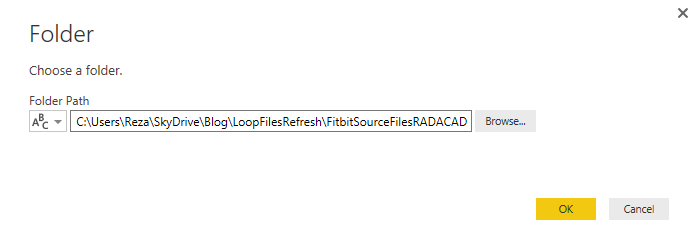 Folder
Choose a folder.
Folder Path
ABC C:\Users\Reza\SkyDrive\Blog\LoopFilesRefresh\FitbitSourceFilesRADACAD Browse...
OK Cancel